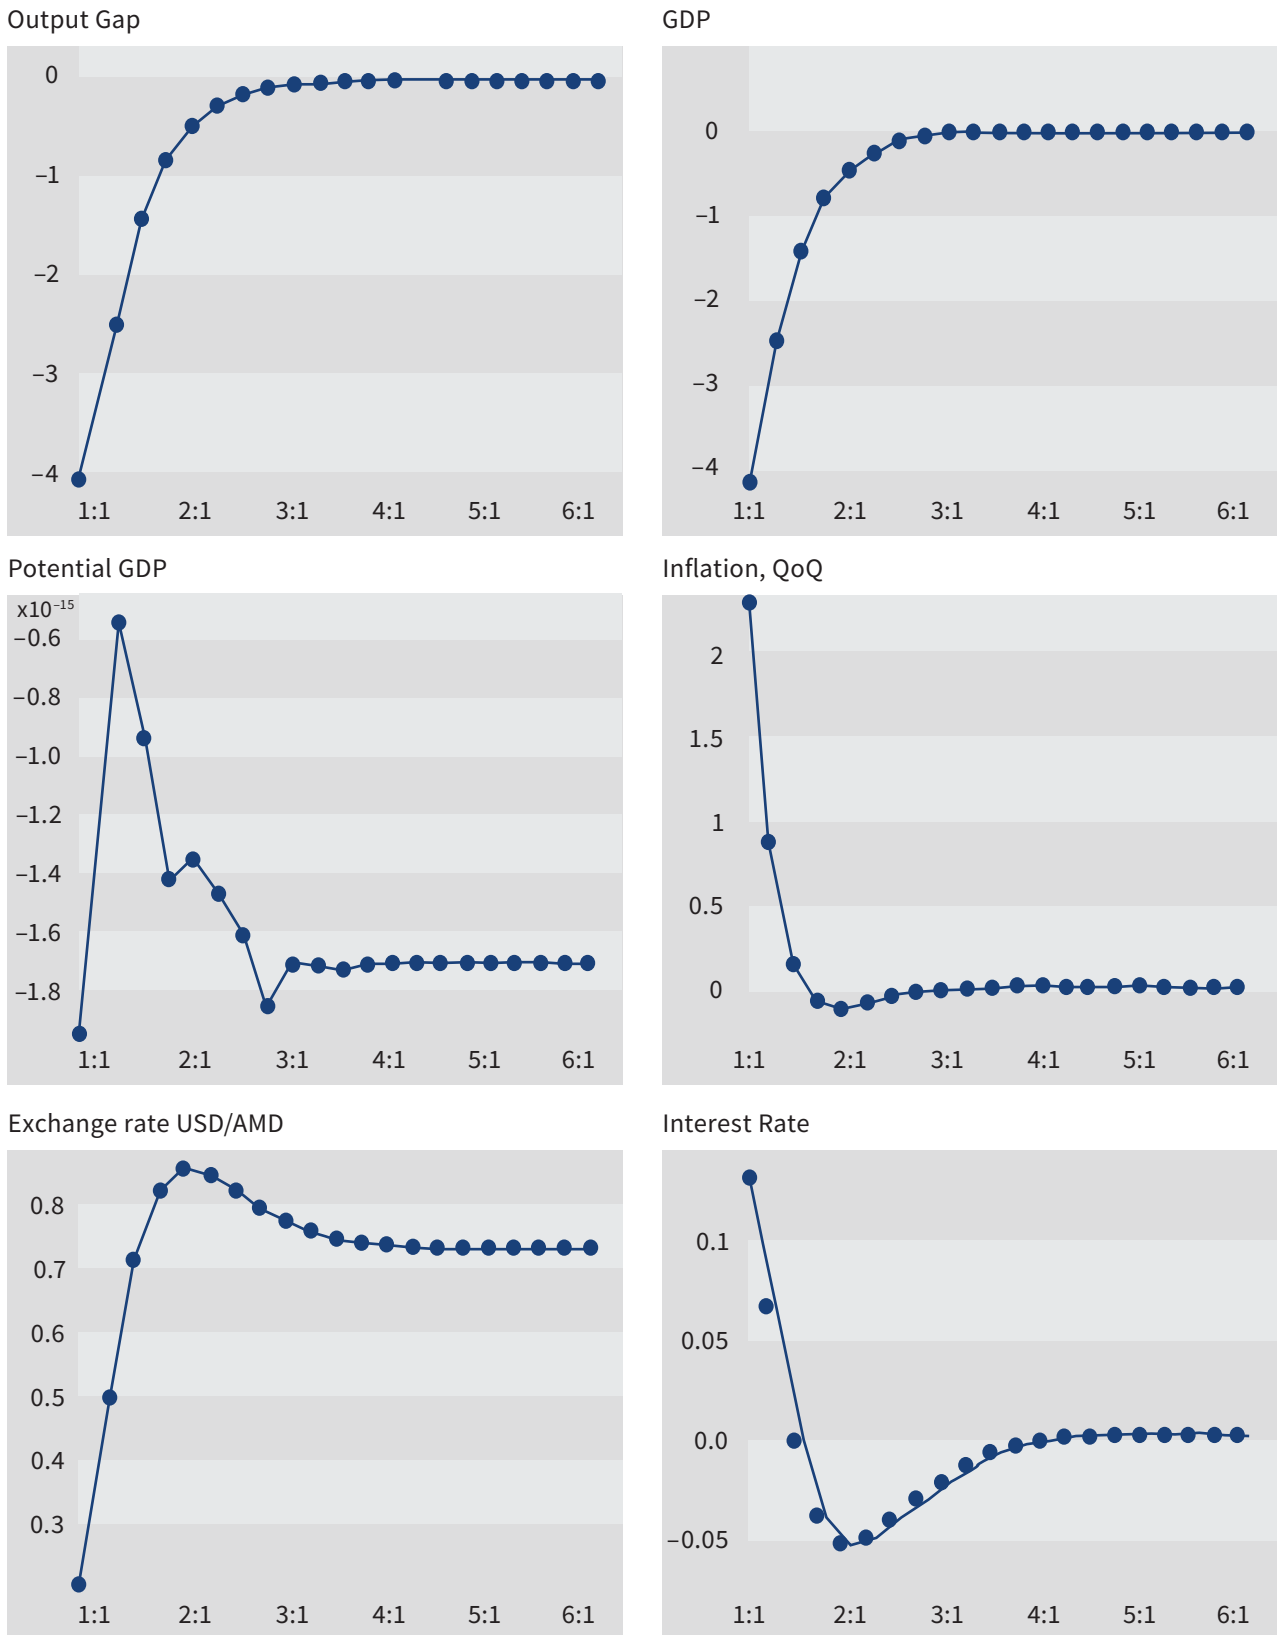 Output Gap
0
–1
–2
–3
–4
1:1 2:1 3:1 4:1 5:1 6:1
GDP
0
–1
–2
–3
–4
1:1 2:1 3:1 4:1 5:1 6:1
Potential GDP
x10⁻¹⁵
–0.6
–0.8
–1.0
–1.2
–1.4
–1.6
–1.8
1:1 2:1 3:1 4:1 5:1 6:1
Inflation, QoQ
2
1.5
1
0.5
0
1:1 2:1 3:1 4:1 5:1 6:1
Exchange rate USD/AMD
0.8
0.7
0.6
0.5
0.4
0.3
1:1 2:1 3:1 4:1 5:1 6:1
Interest Rate
0.1
0.05
0.0
–0.05
1:1 2:1 3:1 4:1 5:1 6:1